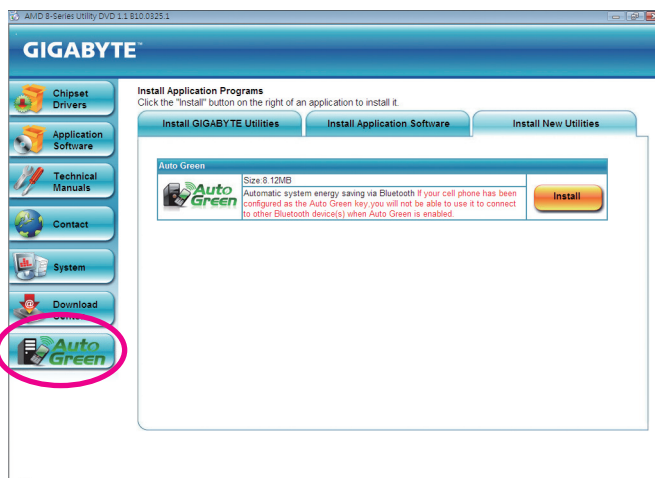 AMD 8-Series Utility DVD 1.1 B10.0325.1
GIGABYTE™
Chipset
Drivers
Application
Software
Technical
Manuals
Contact
System
Download
Auto
Green
Install Application Programs
Click the "Install" button on the right of an application to install it.
Install GIGABYTE Utilities
Install Application Software
Install New Utilities
Auto Green
Auto
Green
Size:8.12MB
Automatic system energy saving via Bluetooth If your cell phone has been
configured as the Auto Green key,you will not be able to use it to connect
to other Bluetooth device(s) when Auto Green is enabled.
Install